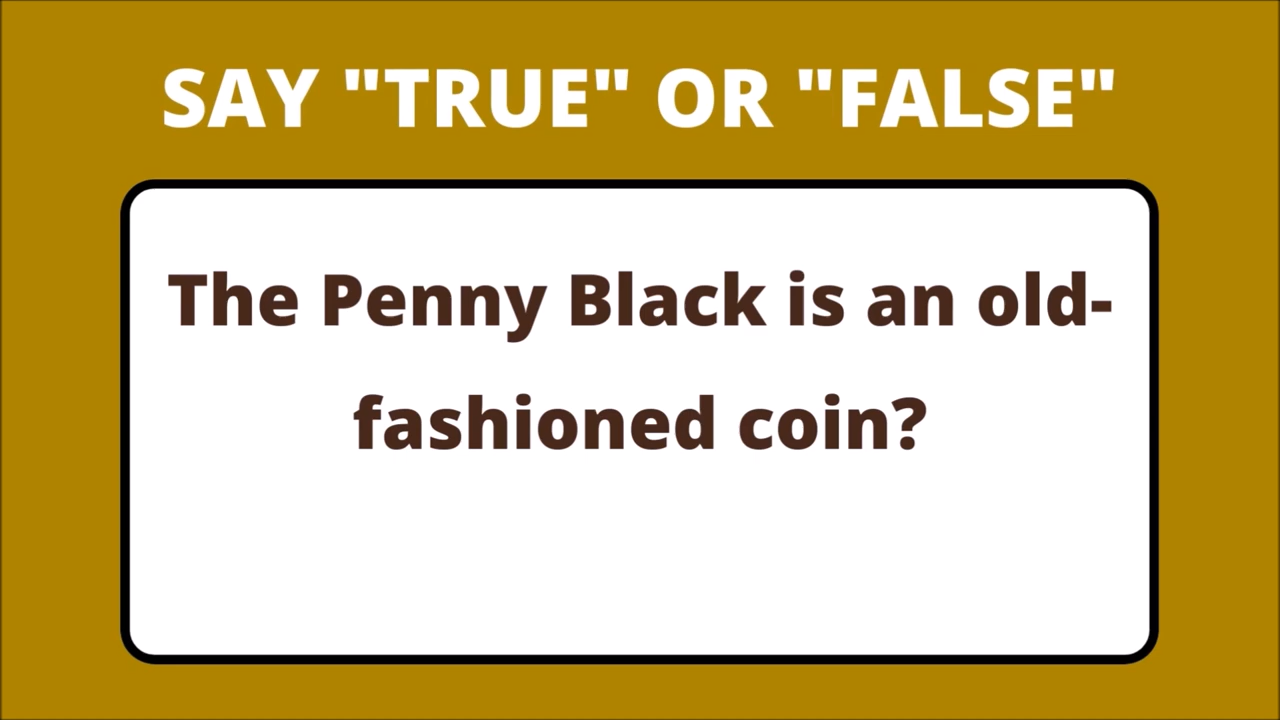 SAY "TRUE" OR "FALSE"
The Penny Black is an old-
fashioned coin?